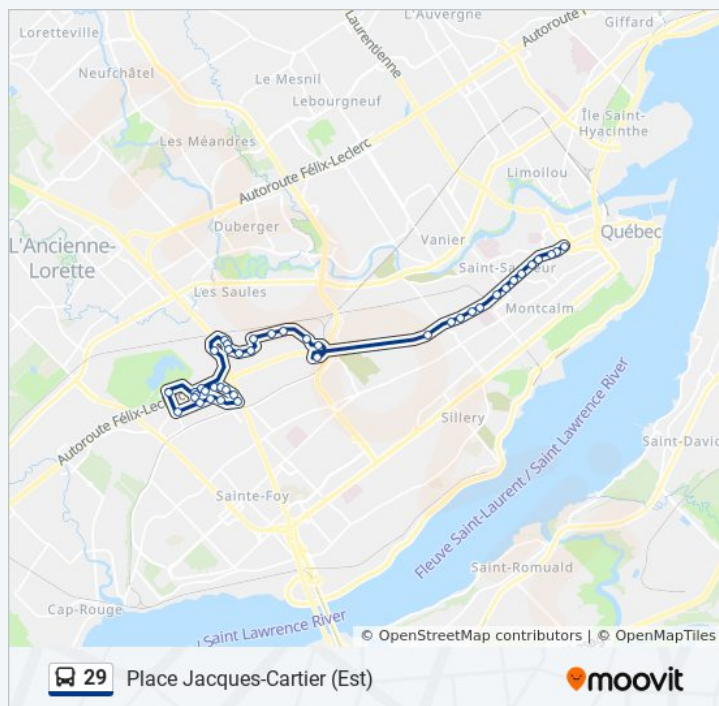 L'Auvergne
Giffard
Loretteville
Laurentienne
Autoroute F
Neufchâtel
Le Mesnil
Lebourgneuf
Île Saint-
Hyacinthe
Les Méandres
Autoroute Félix-Leclerc
Limoilou
Duberger
L'Ancienne-
Lorette
Vanier
Québec
Saint-Sauveur
Les Saules
Montcalm
Autoroute Félix-Lecl
Sillery
Fleuve Saint-Laurent / Saint Lawrence River
Saint-David
Sainte-Foy
Saint-Romuald
Cap-Rouge
/ Saint Lawrence River
© OpenStreetMap contributors | © OpenMapTiles
29 Place Jacques-Cartier (Est)
moovit